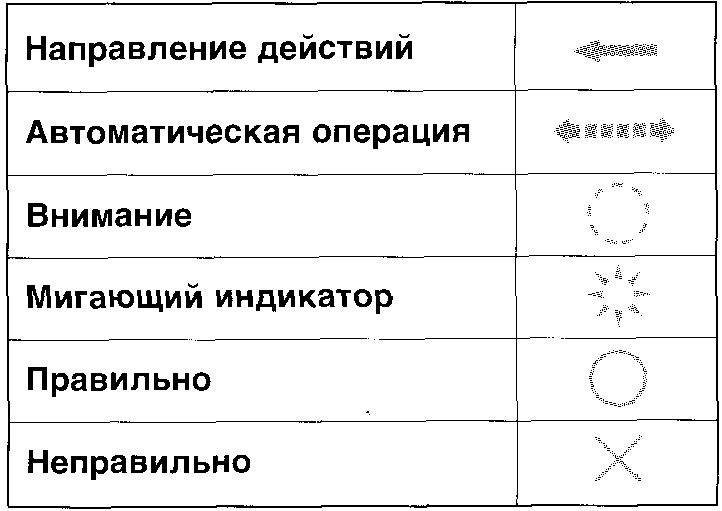 Направление действий
Автоматическая операция
Внимание
Мигающий индикатор
Правильно
Неправильно